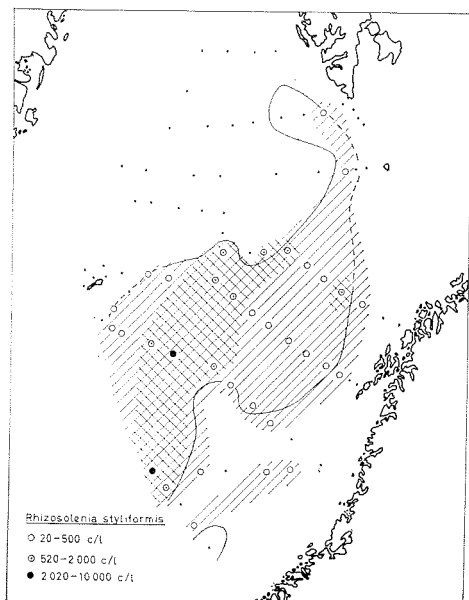 Rhizosolenia styliformis
○ 20-500 c/l
⊙ 520-2 000 c/l
● 2 020-10 000 c/l